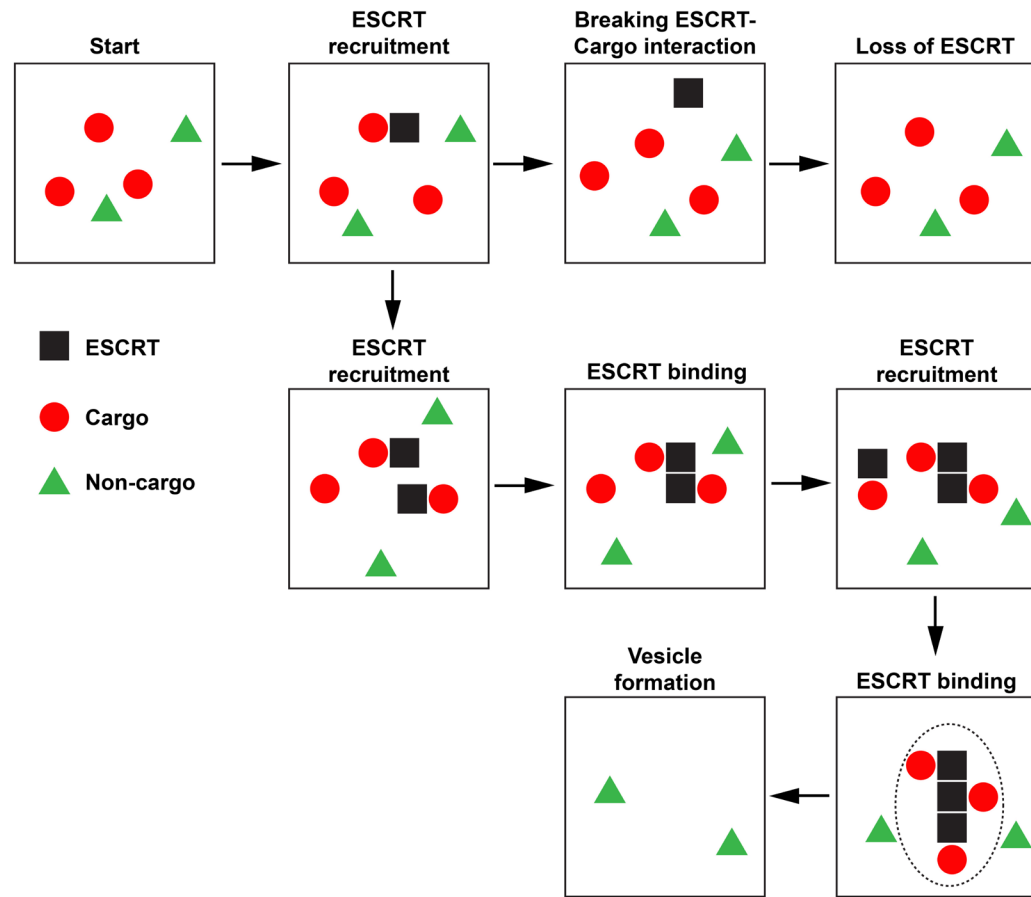 Start
ESCRT
recruitment
Breaking ESCRT-
Cargo interaction
Loss of ESCRT
ESCRT
Cargo
Non-cargo
ESCRT
recruitment
ESCRT binding
ESCRT
recruitment
Vesicle
formation
ESCRT binding